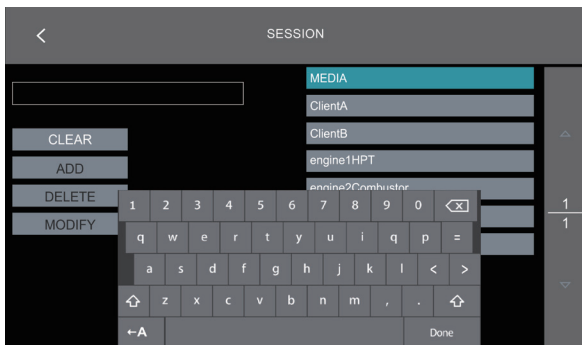 SESSION
MEDIA
ClientA
CLEAR
ClientB
ADD
engine1HPT
DELETE
engine2Combustor
MODIFY
1
1
1 2 3 4 5 6 7 8 9 0
q w e r t y u i q p =
a s d f g h j k l < >
z x c v b n m , .
←A Done